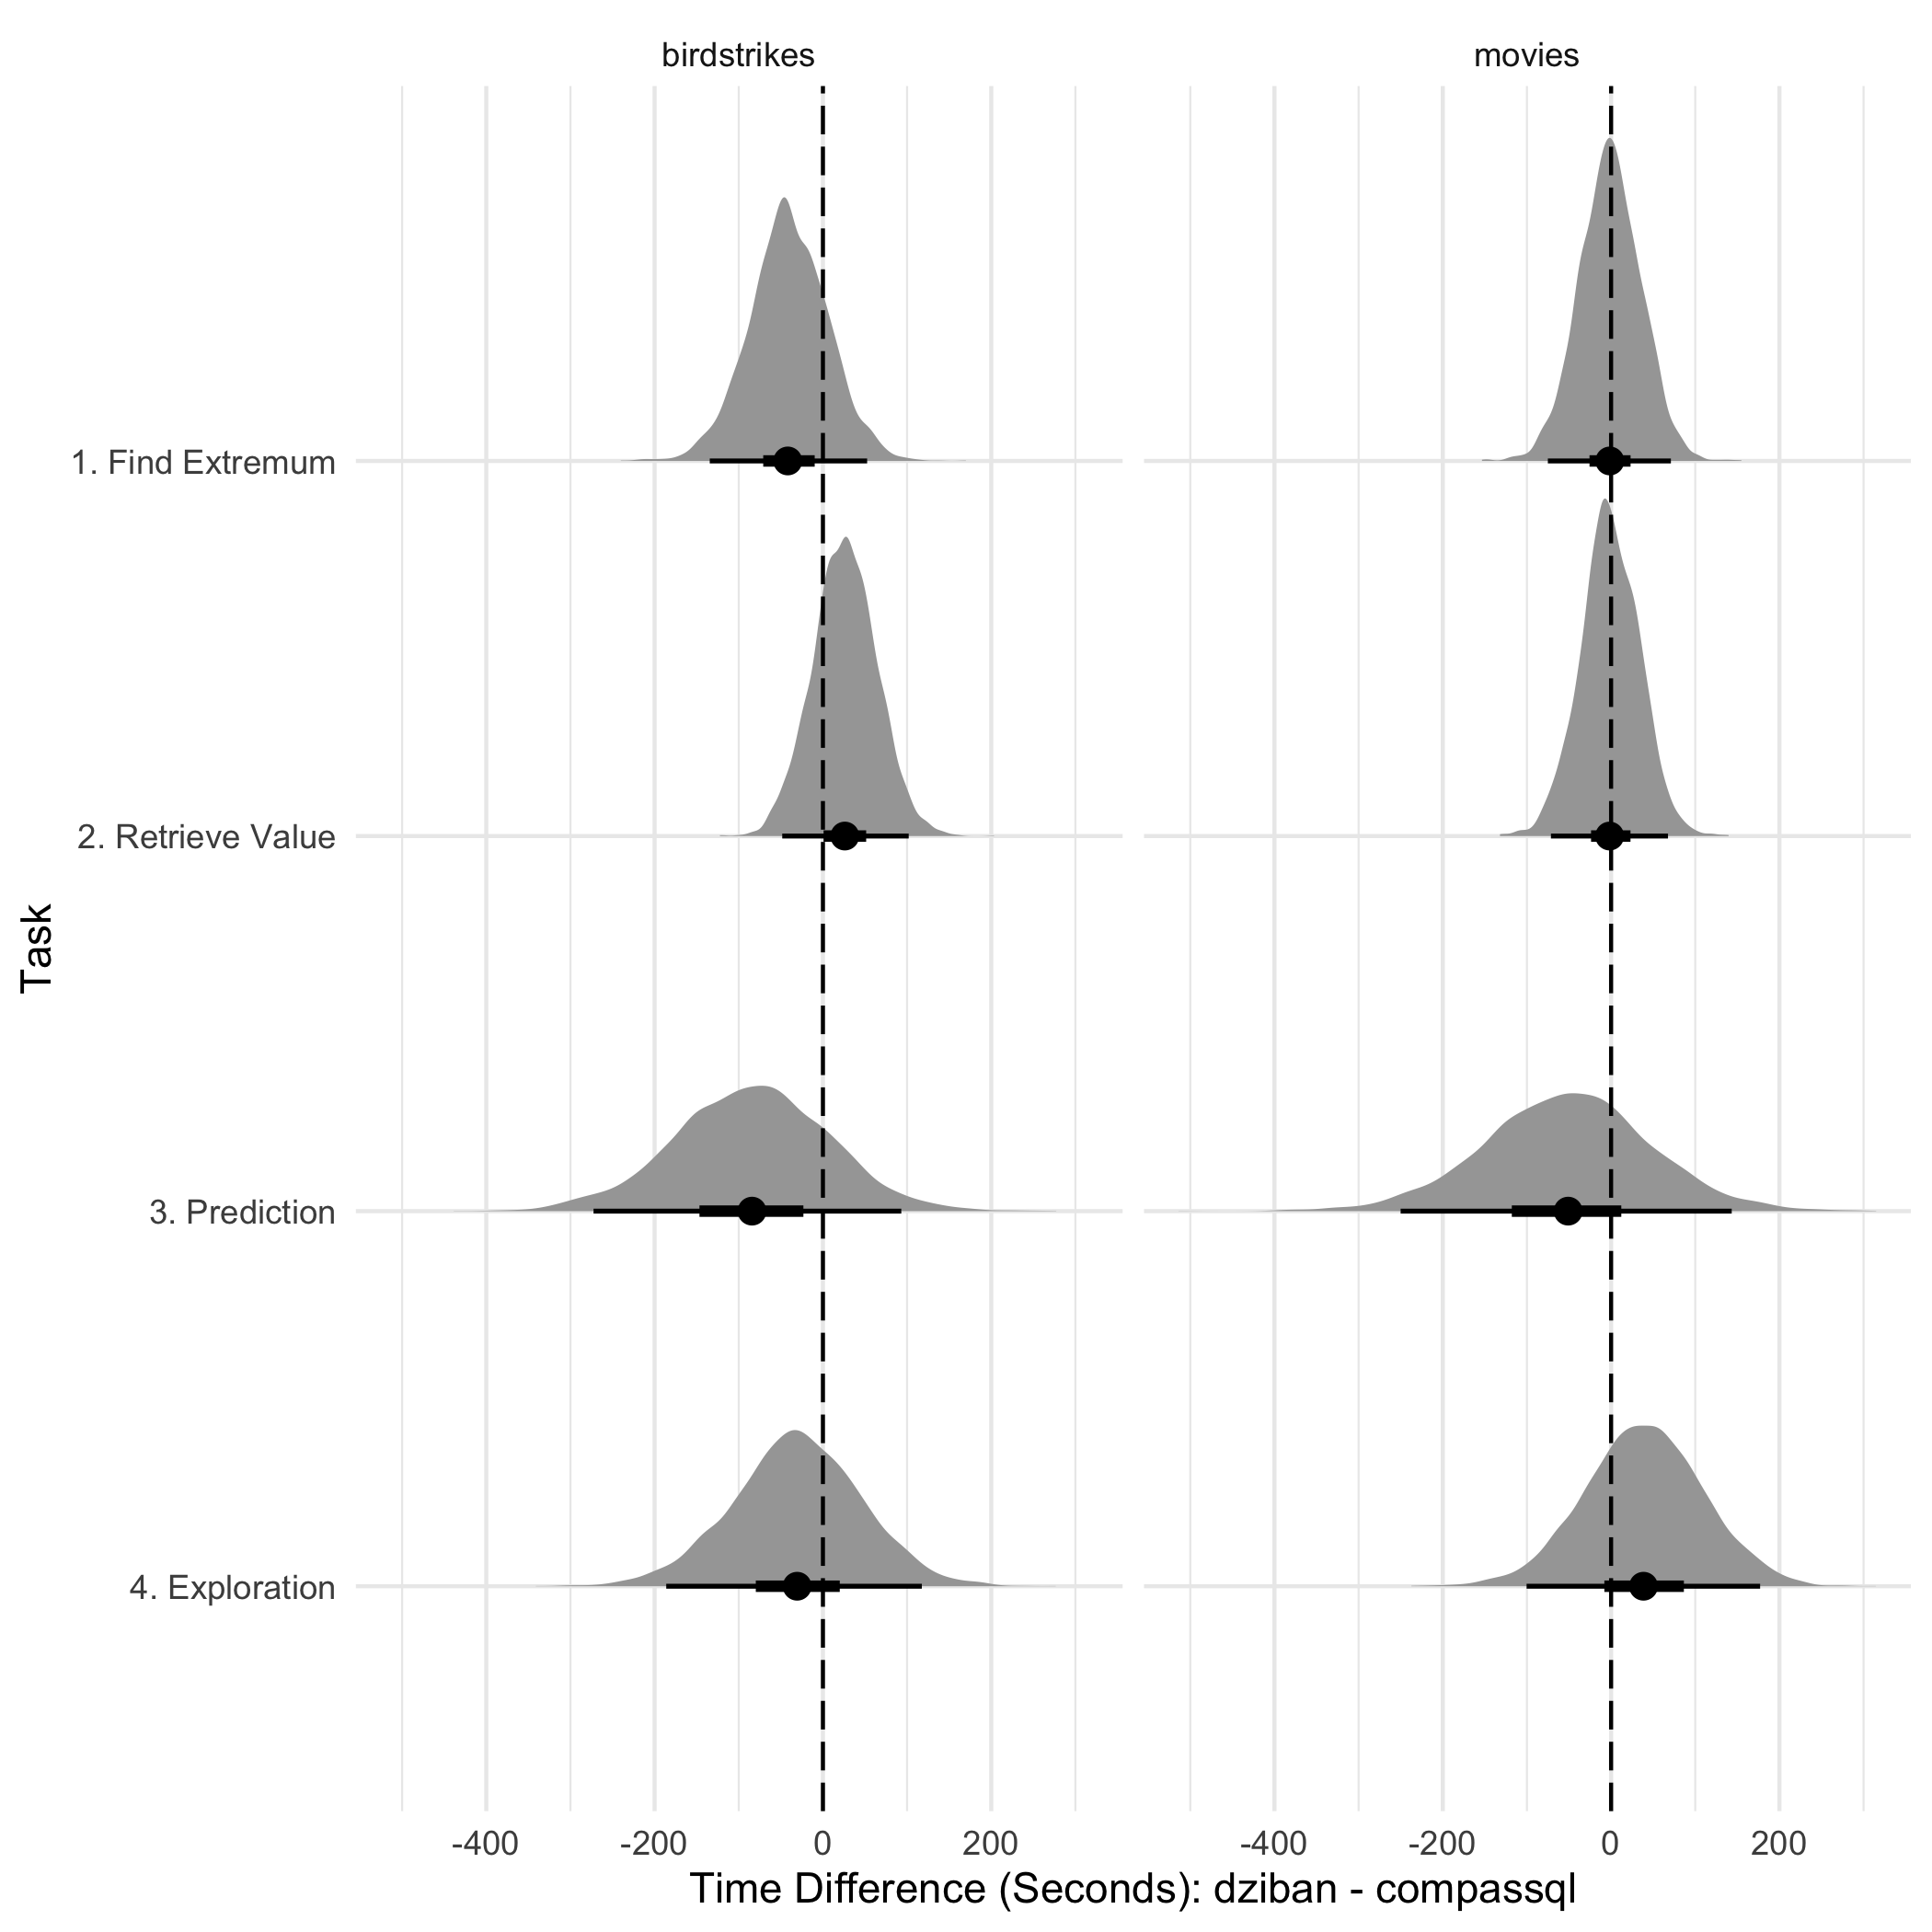 birdstrikes movies
1. Find Extremum
2. Retrieve Value
Task
3. Prediction
4. Exploration
-400 -200 0 200 -400 -200 0 200
Time Difference (Seconds): dziban - compassql